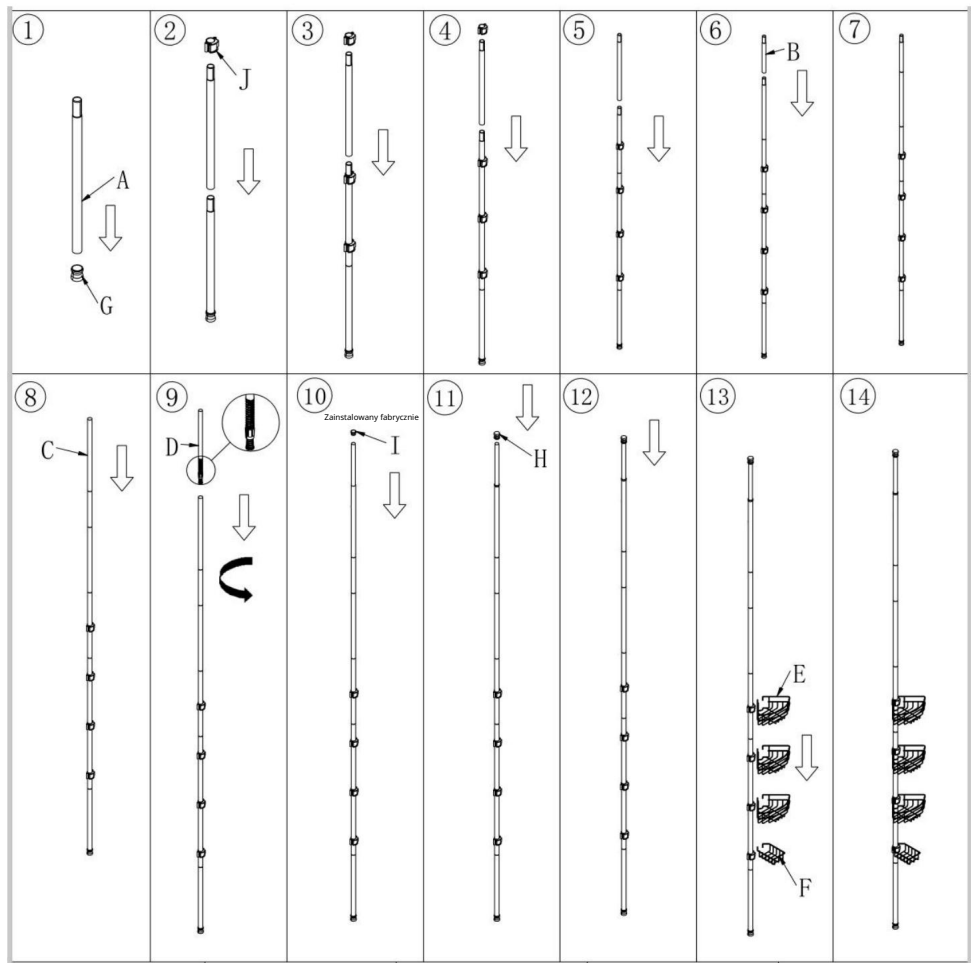 ①
A
G
②
J
③
④
⑤
⑥
B
⑦
⑧
C
⑨
D
⑩
Zainstalowany fabrycznie
I
⑪
H
⑫
⑬
E
F
⑭